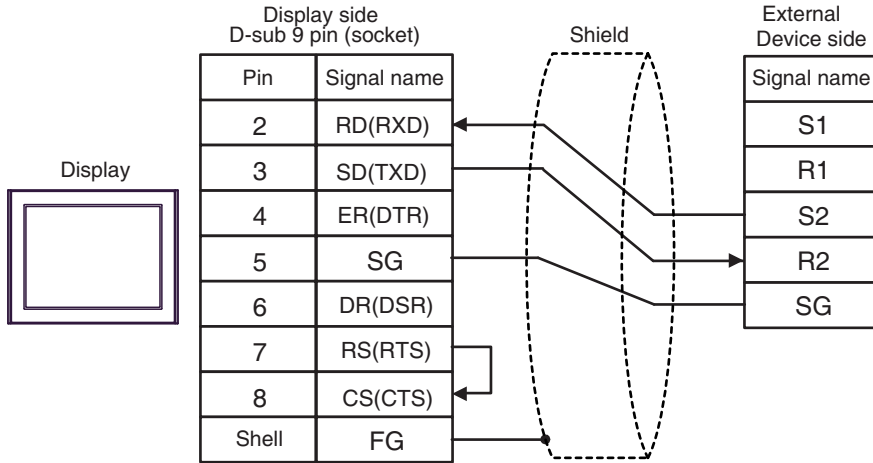 Display side
D-sub 9 pin (socket)
Shield
External
Device side
Pin
Signal name
Signal name
2
RD(RXD)
S1
3
SD(TXD)
R1
Display
4
ER(DTR)
S2
5
SG
R2
6
DR(DSR)
SG
7
RS(RTS)
8
CS(CTS)
Shell
FG